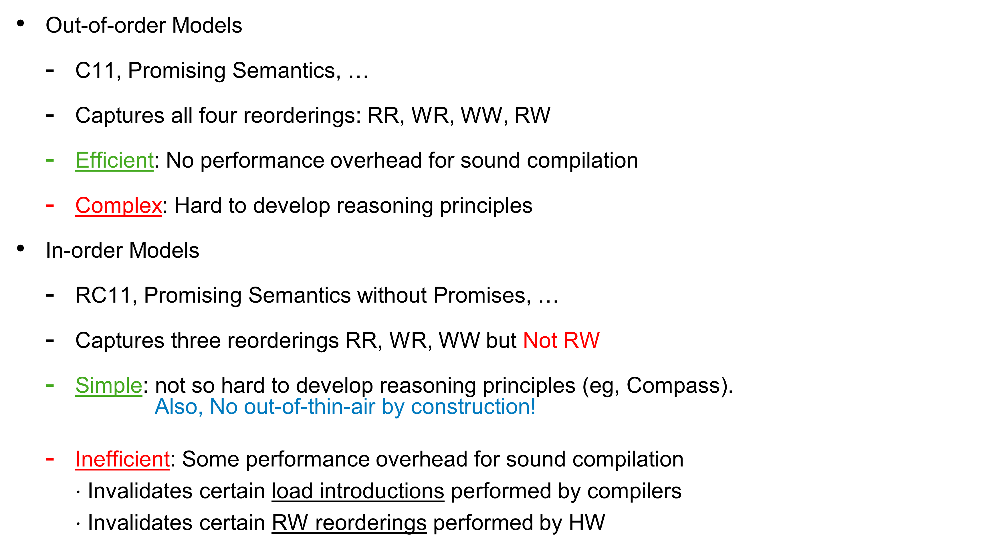 • Out-of-order Models
- C11, Promising Semantics, …
- Captures all four reorderings: RR, WR, WW, RW
- Efficient: No performance overhead for sound compilation
- Complex: Hard to develop reasoning principles
• In-order Models
- RC11, Promising Semantics without Promises, …
- Captures three reorderings RR, WR, WW but Not RW
- Simple: not so hard to develop reasoning principles (eg, Compass).
Also, No out-of-thin-air by construction!
- Inefficient: Some performance overhead for sound compilation
· Invalidates certain load introductions performed by compilers
· Invalidates certain RW reorderings performed by HW